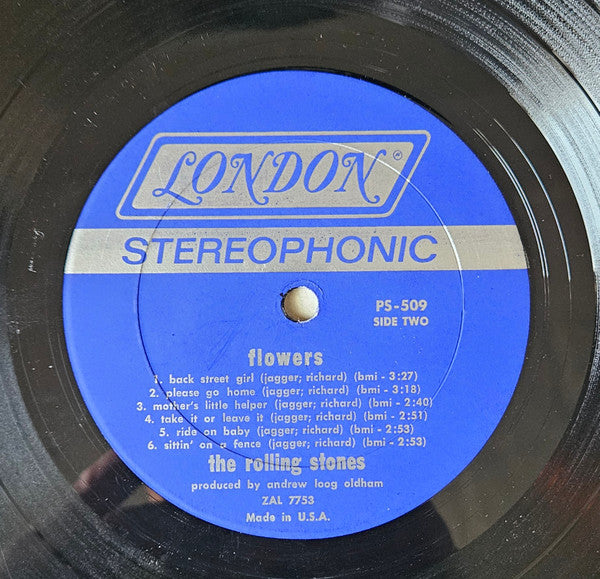 LONDON ®
STEREOPHONIC
PS-509
SIDE TWO
flowers
1. back street girl (jagger; richard) (bmi - 3:27)
2. please go home (jagger; richard) (bmi - 3:18)
3. mother's little helper (jagger; richard) (bmi - 2:40)
4. take it or leave it (jagger; richard) (bmi - 2:51)
5. ride on baby (jagger; richard) (bmi - 2:53)
6. sittin' on a fence (jagger; richard) (bmi - 2:53)
the rolling stones
produced by andrew loog oldham
ZAL 7753
Made in U.S.A.